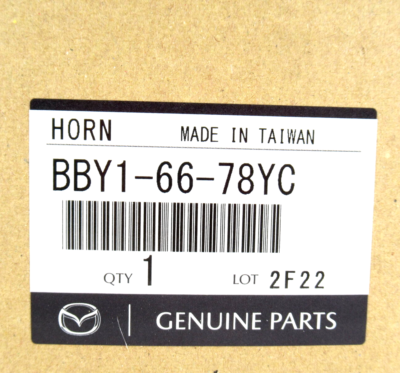 HORN MADE IN TAIWAN
BBY1-66-78YC
QTY 1 LOT 2F22
GENUINE PARTS